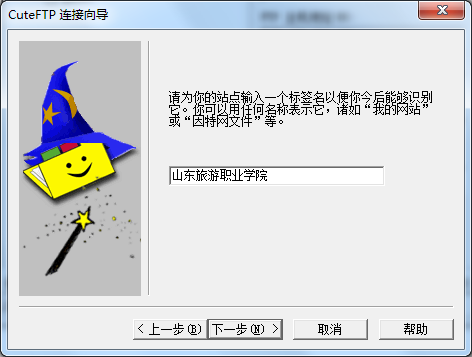 CuteFTP 连接向导
请为你的站点输入一个标签名以便你今后能够识别
它。你可以用任何名称表示它，诸如“我的网站”
或“因特网文件”等。
山东旅游职业学院
< 上一步(B) 下一步(N) > 取消 帮助